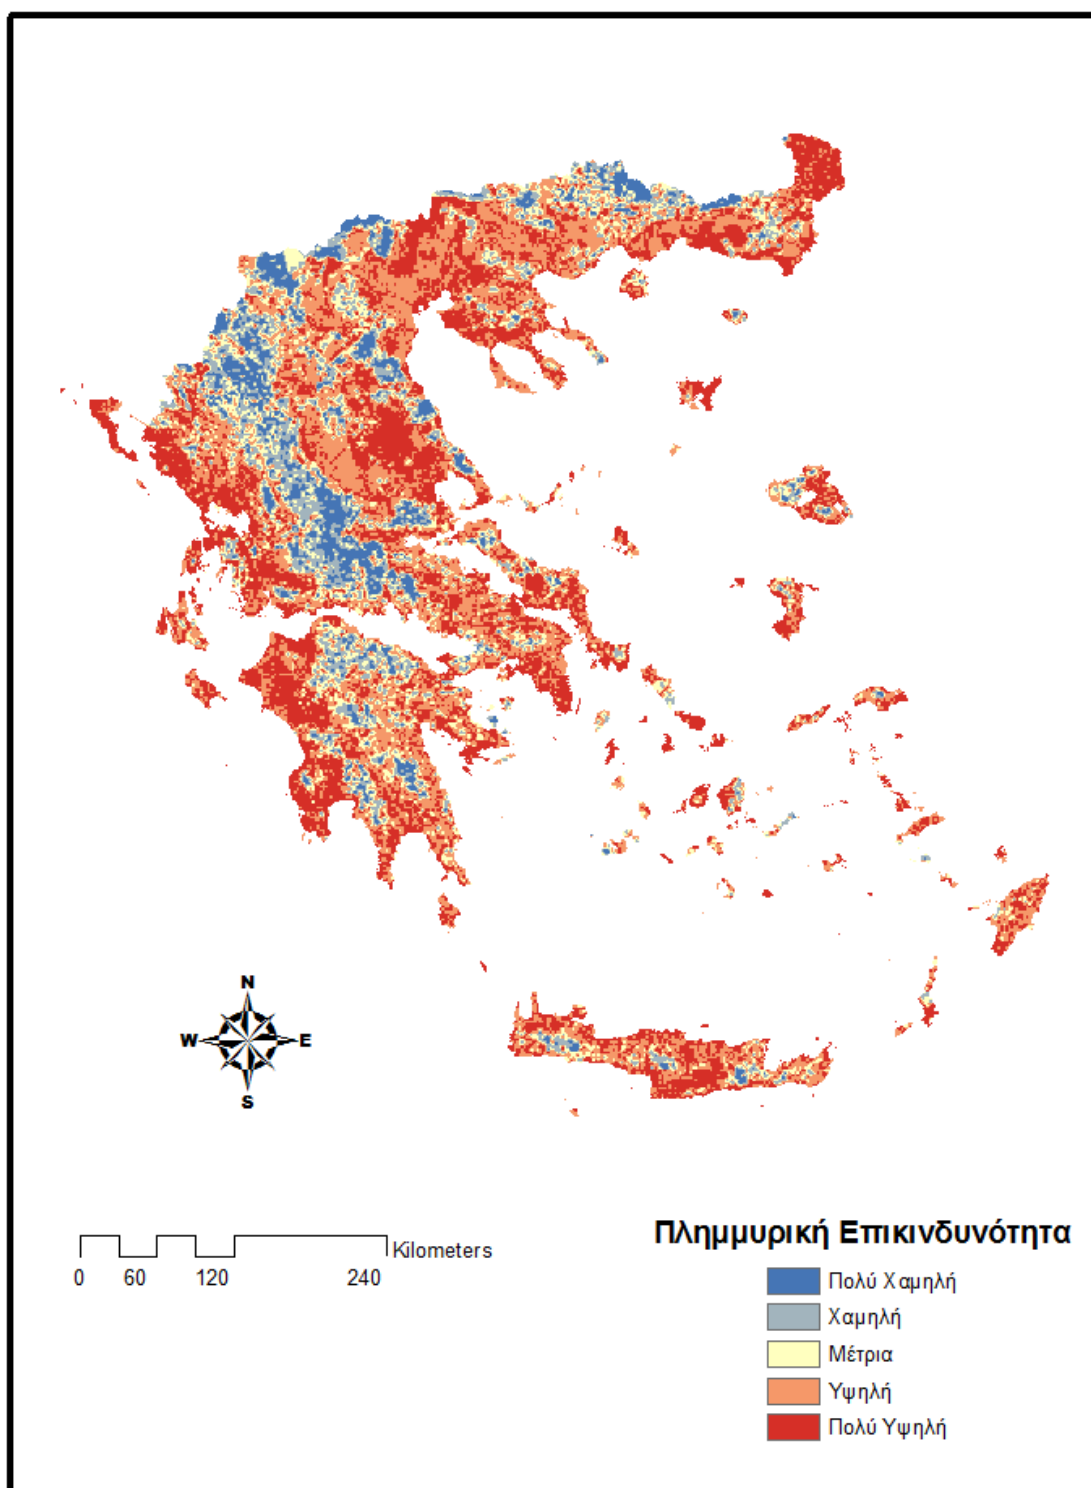 N
W E
S
Kilometers
0 60 120 240
Πλημμυρική Επικινδυνότητα
Πολύ Χαμηλή
Χαμηλή
Μέτρια
Υψηλή
Πολύ Υψηλή